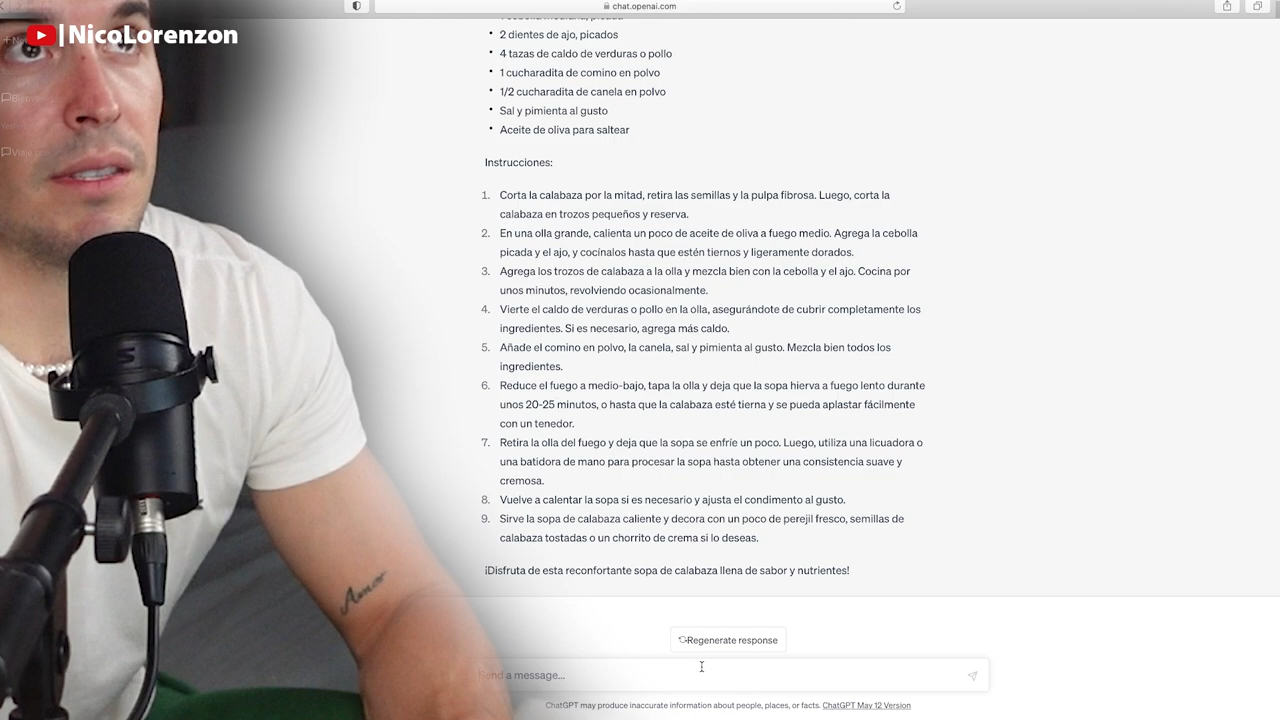 chat.openai.com
| NicoLorenzon
2 dientes de ajo, picados
4 tazas de caldo de verduras o pollo
1 cucharadita de comino en polvo
1/2 cucharadita de canela en polvo
Sal y pimienta al gusto
Aceite de oliva para saltear
Instrucciones:
1. Corta la calabaza por la mitad, retira las semillas y la pulpa fibrosa. Luego, corta la
calabaza en trozos pequeños y reserva.
2. En una olla grande, calienta un poco de aceite de oliva a fuego medio. Agrega la cebolla
picada y el ajo, y cocínalos hasta que estén tiernos y ligeramente dorados.
3. Agrega los trozos de calabaza a la olla y mezcla bien con la cebolla y el ajo. Cocina por
unos minutos, revolviendo ocasionalmente.
4. Vierte el caldo de verduras o pollo en la olla, asegurándote de cubrir completamente los
ingredientes. Si es necesario, agrega más caldo.
5. Añade el comino en polvo, la canela, sal y pimienta al gusto. Mezcla bien todos los
ingredientes.
6. Reduce el fuego a medio-bajo, tapa la olla y deja que la sopa hierva a fuego lento durante
unos 20-25 minutos, o hasta que la calabaza esté tierna y se pueda aplastar fácilmente
con un tenedor.
7. Retira la olla del fuego y deja que la sopa se enfríe un poco. Luego, utiliza una licuadora o
una batidora de mano para procesar la sopa hasta obtener una consistencia suave y
cremosa.
8. Vuelve a calentar la sopa si es necesario y ajusta el condimento al gusto.
9. Sirve la sopa de calabaza caliente y decora con un poco de perejil fresco, semillas de
calabaza tostadas o un chorrito de crema si lo deseas.
¡Disfruta de esta reconfortante sopa de calabaza llena de sabor y nutrientes!
Amor
Regenerate response
Send a message...
ChatGPT may produce inaccurate information about people, places, or facts. ChatGPT May 12 Version